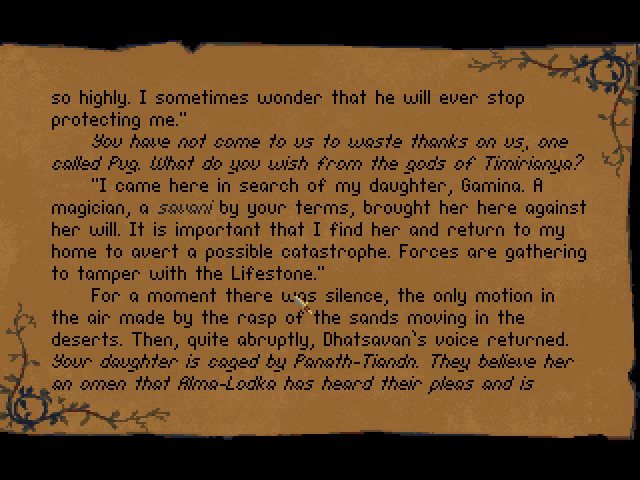 so highly. I sometimes wonder that he will ever stop
protecting me."
You have not come to us to waste thanks on us, one
called Pug. What do you wish from the gods of Timirianya?
"I came here in search of my daughter, Gamina. A
magician, a savani by your terms, brought her here against
her will. It is important that I find her and return to my
home to avert a possible catastrophe. Forces are gathering
to tamper with the Lifestone."
For a moment there was silence, the only motion in
the air made by the rasp of the sands moving in the
deserts. Then, quite abruptly, Dhatsavan's voice returned.
Your daughter is caged by Panath-Tiandn. They believe her
an omen that Alma-Lodka has heard their pleas and is